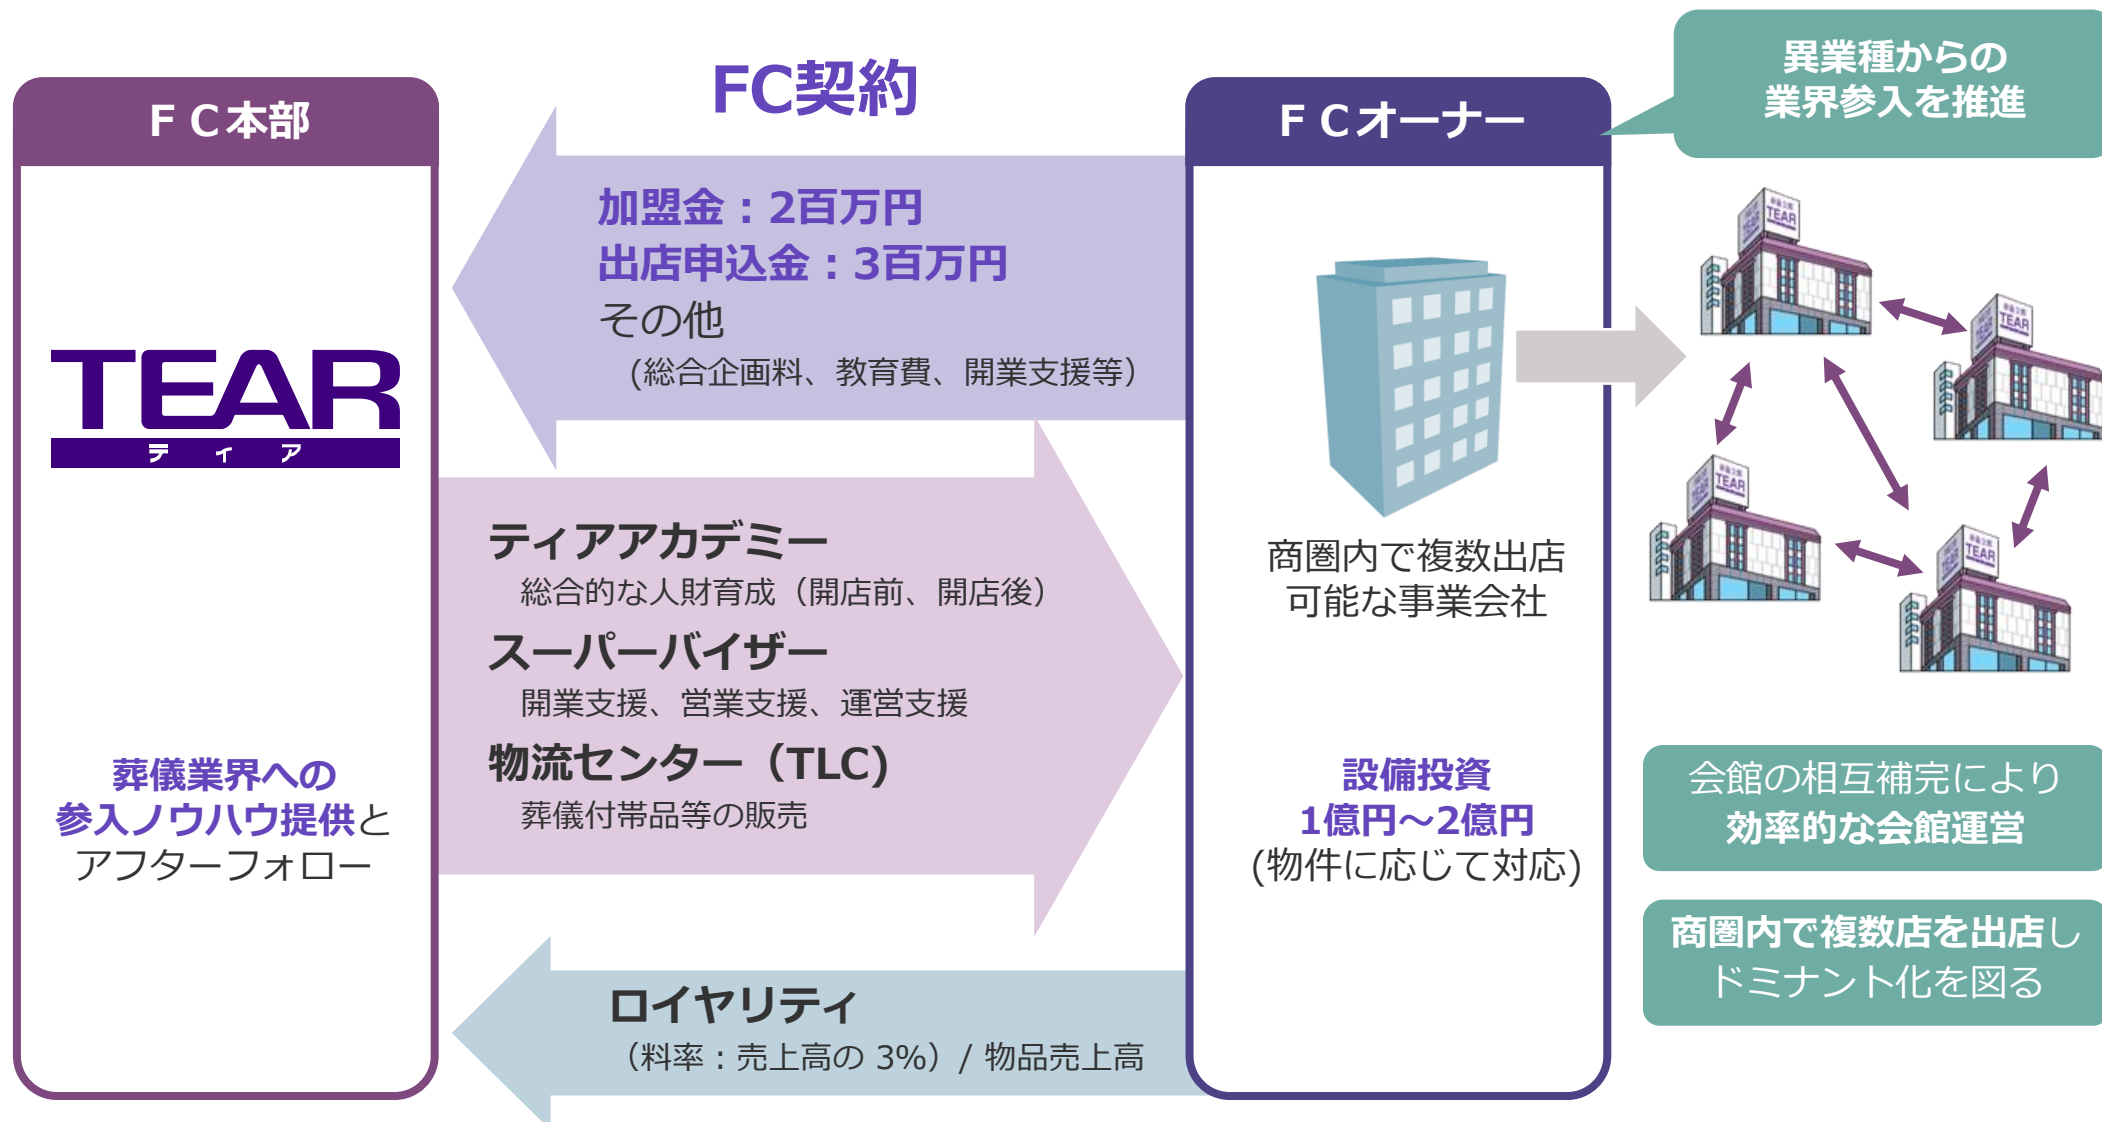 FC契約
ＦＣ本部
TEAR
ティア
葬儀業界への
参入ノウハウ提供と
アフターフォロー
加盟金：2百万円
出店申込金：3百万円
その他
（総合企画料、教育費、開業支援等）
ティアアカデミー
総合的な人財育成（開店前、開店後）
スーパーバイザー
開業支援、営業支援、運営支援
物流センター（TLC)
葬儀付帯品等の販売
ロイヤリティ
（料率：売上高の 3%）/ 物品売上高
ＦＣオーナー
商圏内で複数出店
可能な事業会社
設備投資
1億円～2億円
(物件に応じて対応)
異業種からの
業界参入を推進
TEAR
TEAR
TEAR
TEAR
会館の相互補完により
効率的な会館運営
商圏内で複数店を出店し
ドミナント化を図る